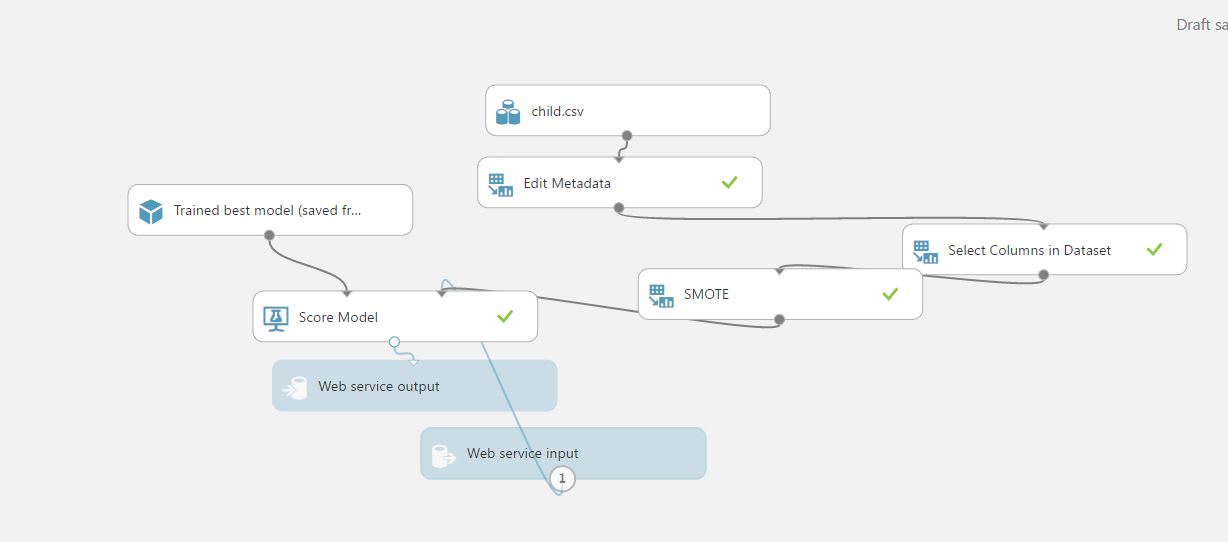 Draft sa
child.csv
Edit Metadata
Trained best model (saved fr...
Select Columns in Dataset
SMOTE
Score Model
Web service output
Web service input
1